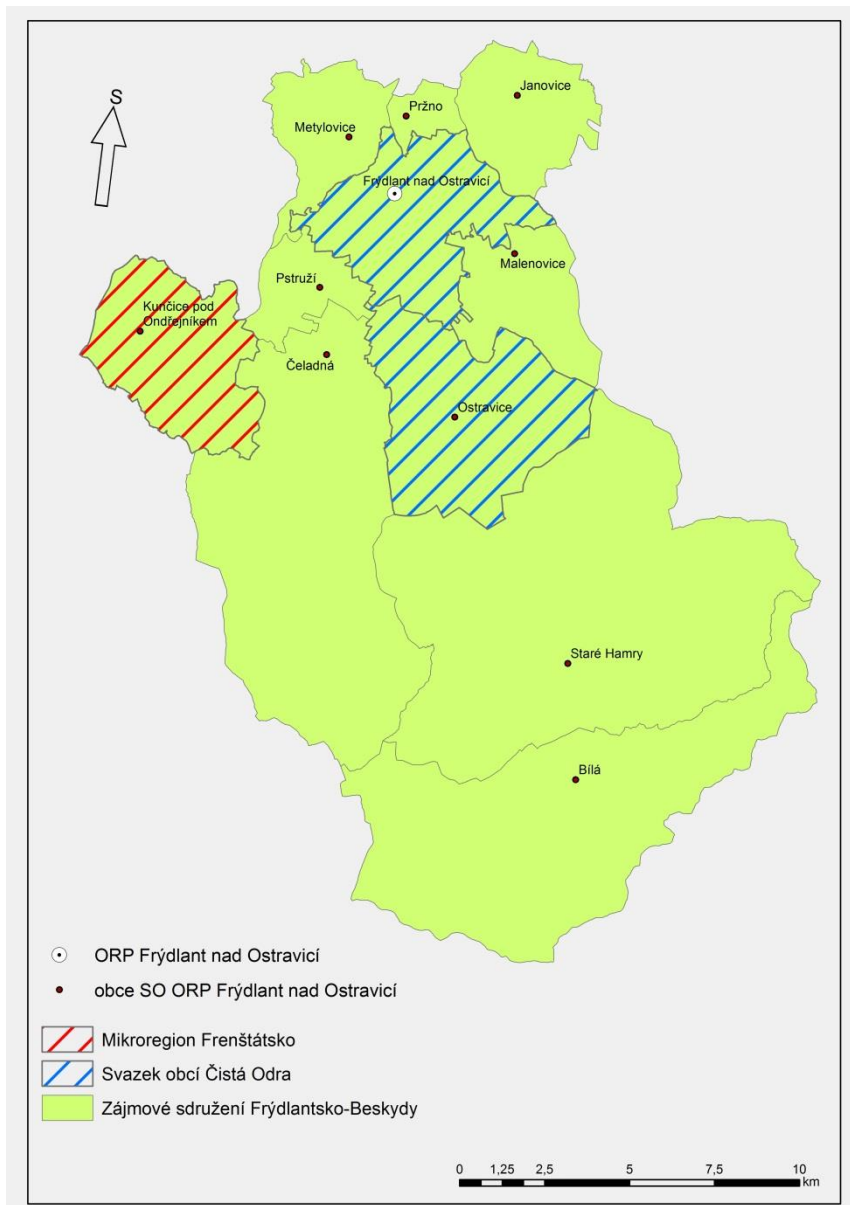 S
Janovice
Pržno
Metylovice
Frýdlant nad Ostravicí
Malenovice
Pstruží
Kunčice pod
Ondřejníkem
Čeladná
Ostravice
Staré Hamry
Bílá
ORP Frýdlant nad Ostravicí
obce SO ORP Frýdlant nad Ostravicí
Mikroregion Frenštátsko
Svazek obcí Čistá Odra
Zájmové sdružení Frýdlantsko-Beskydy
0 1,25 2,5 5 7,5 10
km